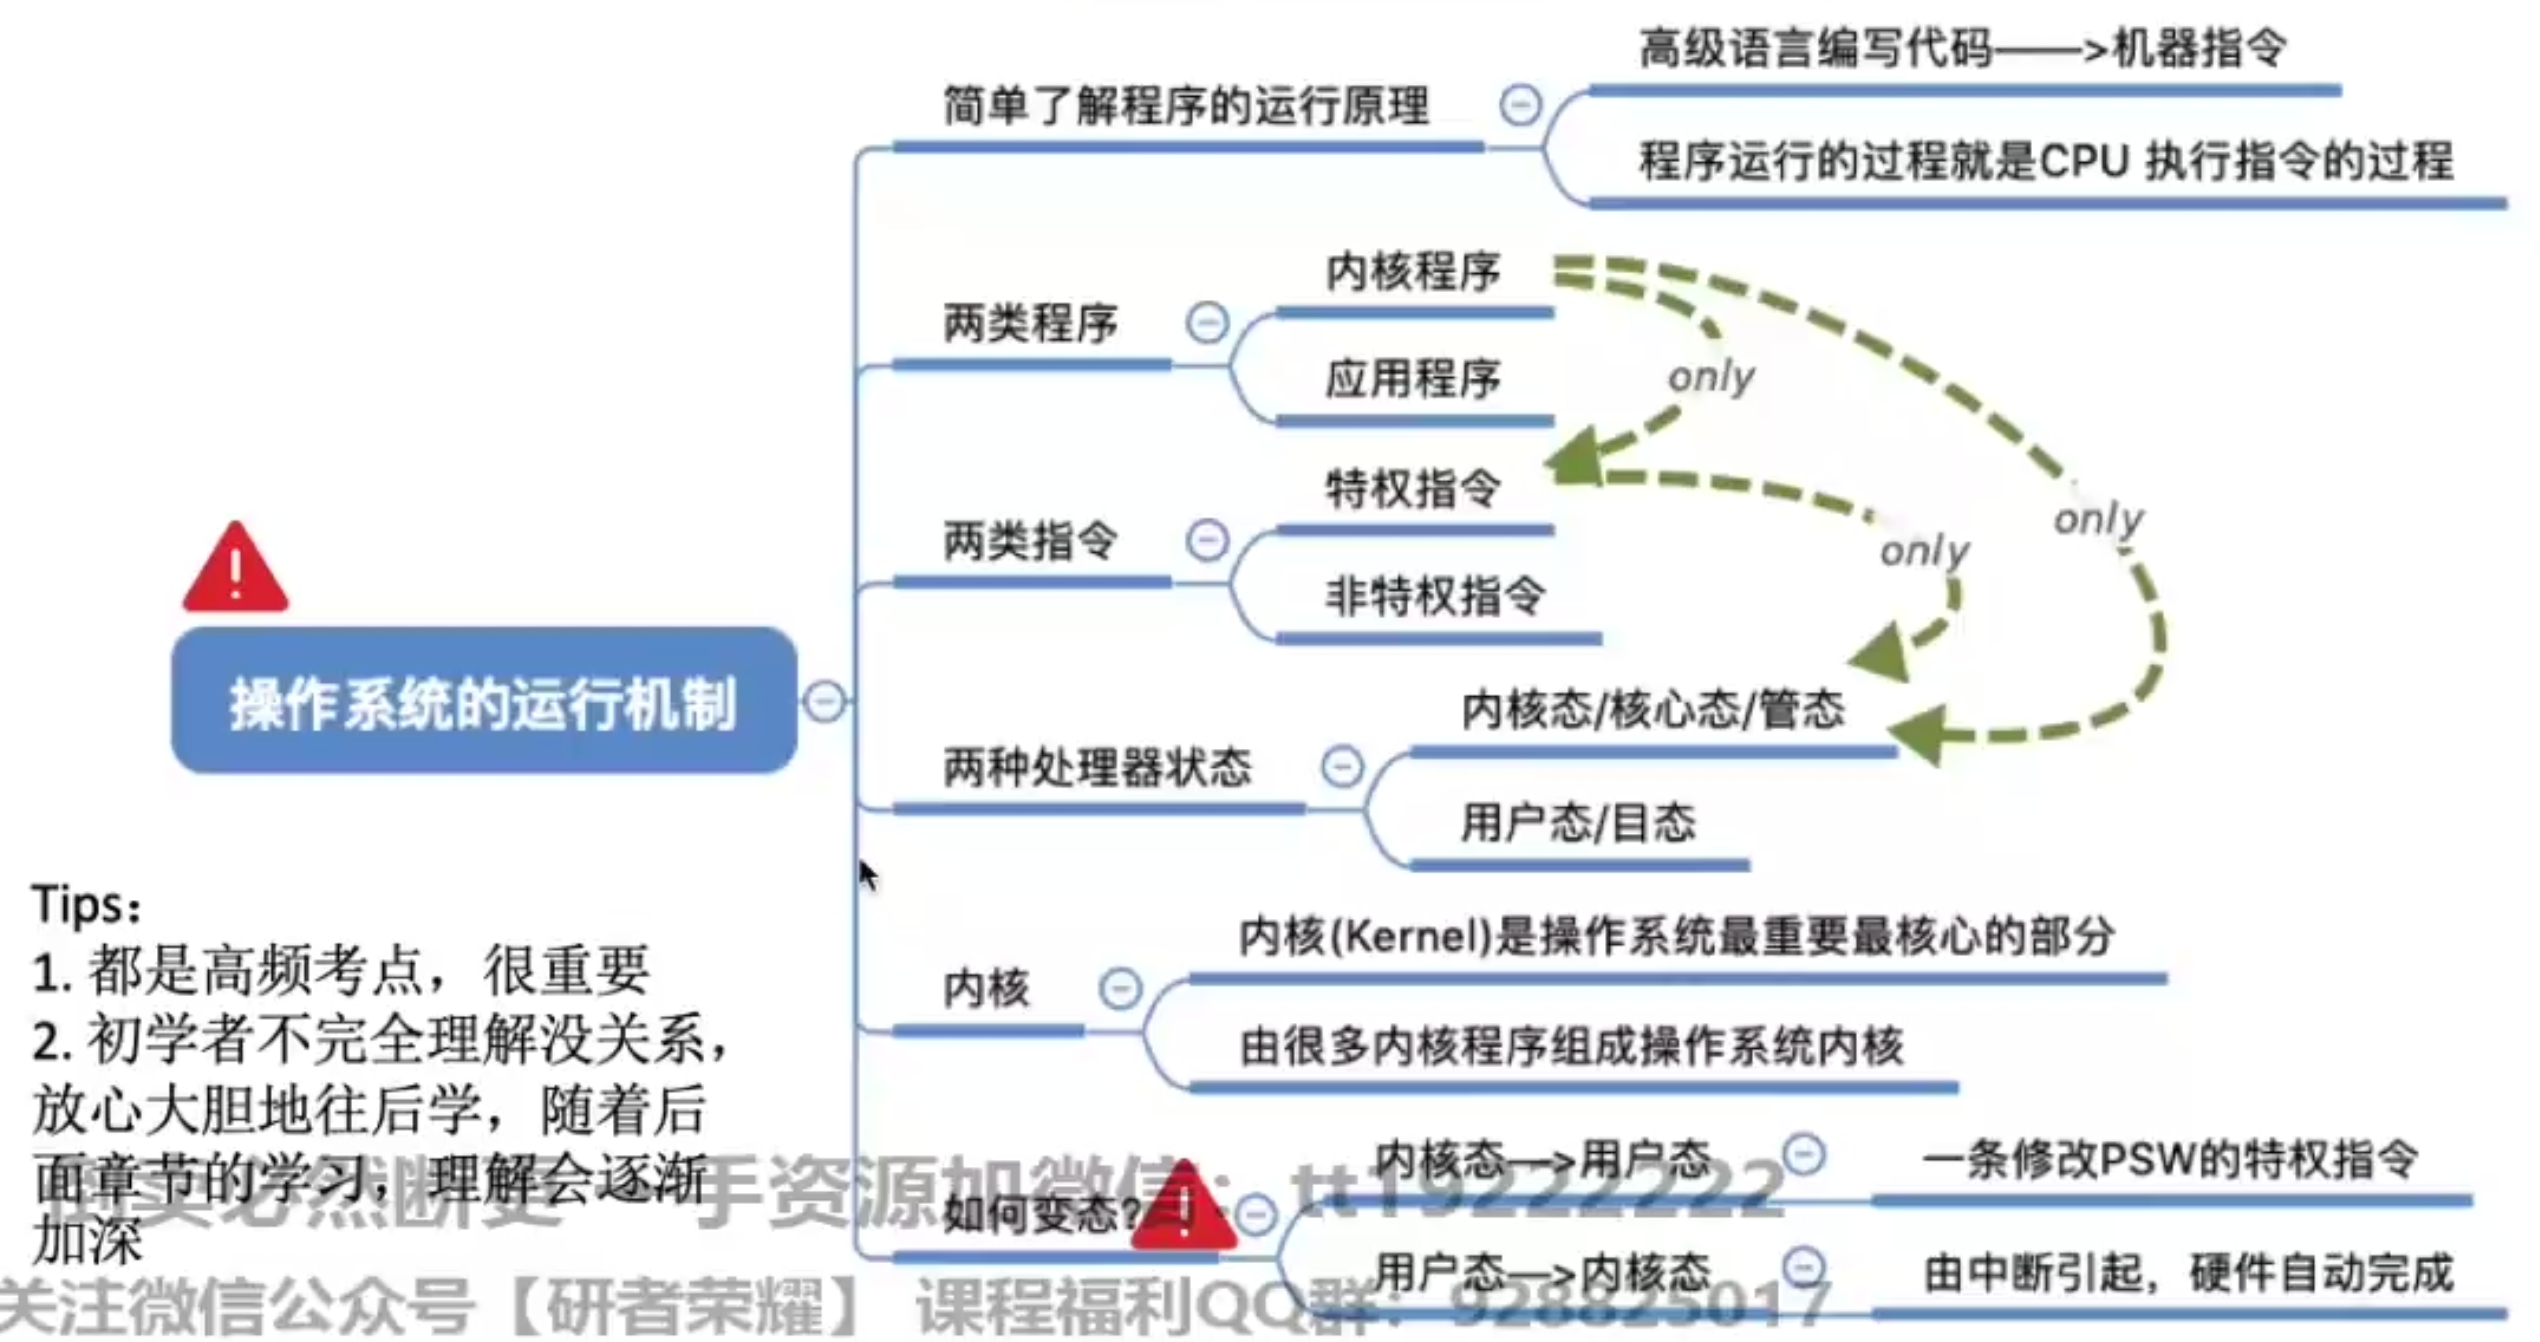 高级语言编写代码——>机器指令
简单了解程序的运行原理
程序运行的过程就是CPU 执行指令的过程
内核程序
两类程序
应用程序
only
特权指令
两类指令
非特权指令
only
only
操作系统的运行机制
内核态/核心态/管态
两种处理器状态
用户态/目态
内核(Kernel)是操作系统最重要最核心的部分
内核
由很多内核程序组成操作系统内核
内核态—>用户态
一条修改PSW的特权指令
如何变态?
用户态—>内核态
由中断引起，硬件自动完成
Tips：
1. 都是高频考点，很重要
2. 初学者不完全理解没关系，
放心大胆地往后学，随着后
面章节的学习，理解会逐渐
加深
必然断更 一手资源加微信：tt19222222
关注微信公众号【研者荣耀】 课程福利QQ群：928825017